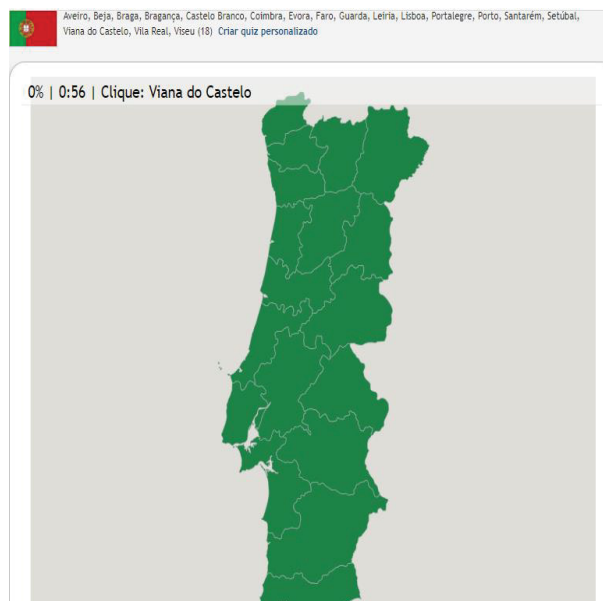 Aveiro, Beja, Braga, Bragança, Castelo Branco, Coimbra, Evora, Faro, Guarda, Leiria, Lisboa, Portalegre, Porto, Santarém, Setúbal,
Viana do Castelo, Vila Real, Viseu (18) Criar quiz personalizado
0% | 0:56 | Clique: Viana do Castelo